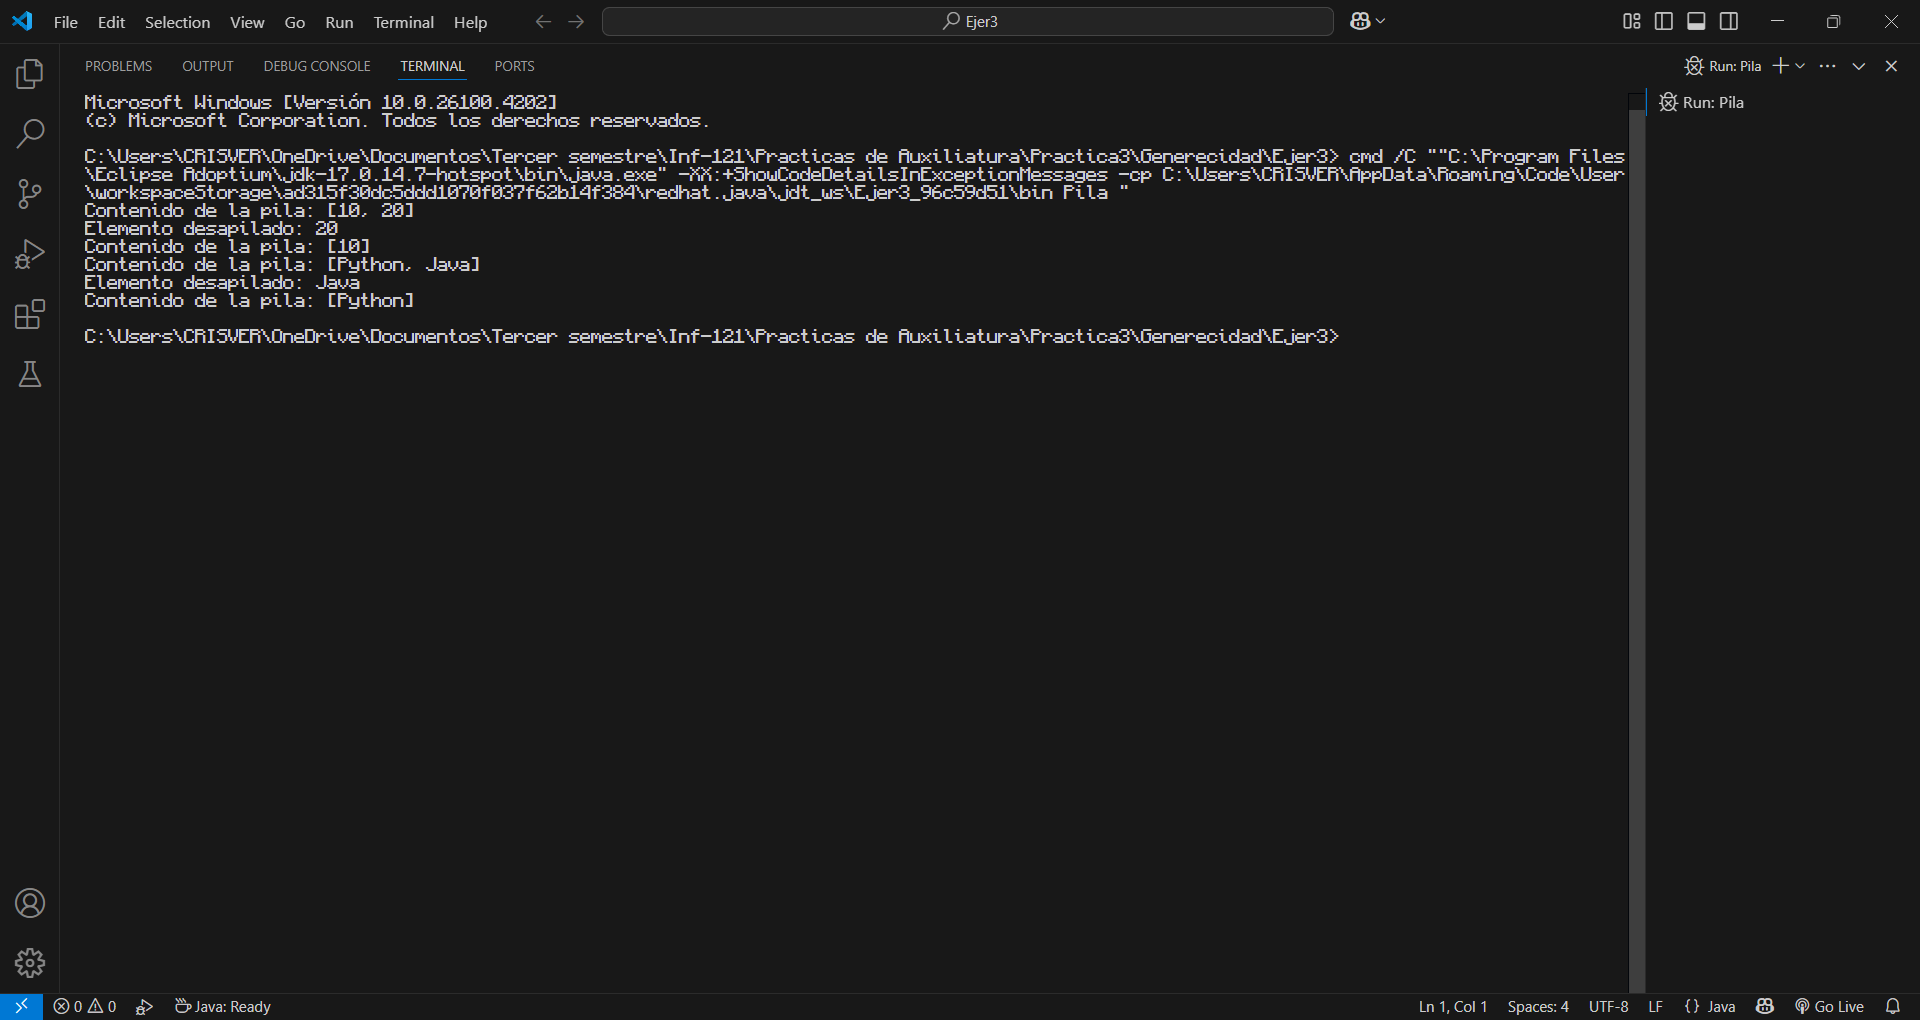 File Edit Selection View Go Run Terminal Help
Ejer3
PROBLEMS OUTPUT DEBUG CONSOLE TERMINAL PORTS
Run: Pila
Run: Pila
Microsoft Windows [Versión 10.0.26100.4202]
(c) Microsoft Corporation. Todos los derechos reservados.
C:\Users\CRISVER\OneDrive\Documentos\Tercer semestre\Inf-121\Practicas de Auxiliatura\Practica3\Generecidad\Ejer3> cmd /C ""C:\Program Files
\Eclipse Adoptium\jdk-17.0.14.7-hotspot\bin\java.exe" -XX:+ShowCodeDetailsInExceptionMessages -cp C:\Users\CRISVER\AppData\Roaming\Code\User
\workspaceStorage\ad315f30dc5ddd1070f037f62b14f384\redhat.java\jdt_ws\Ejer3_96c59d51\bin Pila "
Contenido de la pila: [10, 20]
Elemento desapilado: 20
Contenido de la pila: [10]
Contenido de la pila: [Python, Java]
Elemento desapilado: Java
Contenido de la pila: [Python]
C:\Users\CRISVER\OneDrive\Documentos\Tercer semestre\Inf-121\Practicas de Auxiliatura\Practica3\Generecidad\Ejer3>
0 0 Java: Ready
Ln 1, Col 1 Spaces: 4 UTF-8 LF {} Java Go Live